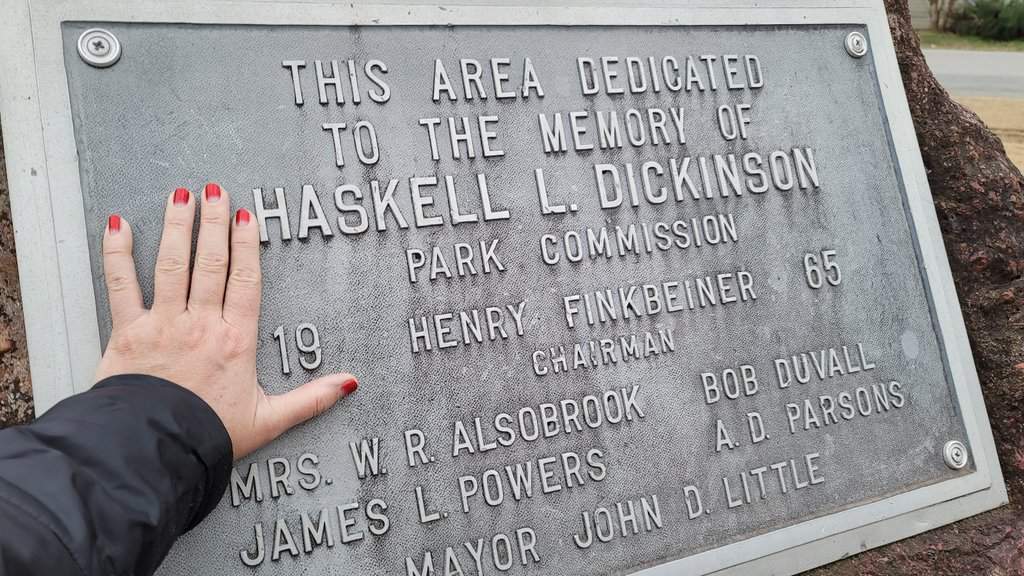 THIS AREA DEDICATED
TO THE MEMORY OF
HASKELL L. DICKINSON
PARK COMMISSION
19 HENRY FINKBEINER 65
CHAIRMAN
MRS. W. R. ALSOBROOK BOB DUVALL
JAMES L. POWERS A. D. PARSONS
MAYOR JOHN D. LITTLE